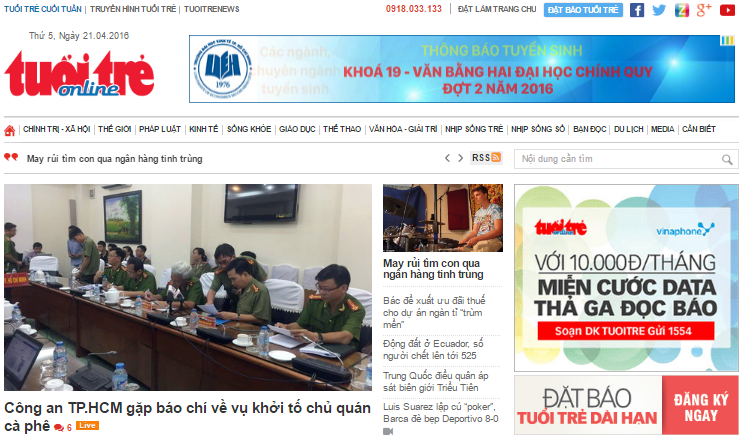 TUỔI TRẺ CUỐI TUẦN | TRUYỀN HÌNH TUỔI TRẺ | TUOITRENEWS
0918.033.133 | ĐẶT LÀM TRANG CHỦ
ĐẶT BÁO TUỔI TRẺ
Thứ 5, Ngày 21.04.2016
tuổi trẻ
online
1976
Các ngành,
chuyên ngành
tuyển sinh
THÔNG BÁO TUYỂN SINH
KHOÁ 19 - VĂN BẰNG HAI ĐẠI HỌC CHÍNH QUY
ĐỢT 2 NĂM 2016
CHÍNH TRỊ - XÃ HỘI | THẾ GIỚI | PHÁP LUẬT | KINH TẾ | SỐNG KHỎE | GIÁO DỤC | THỂ THAO | VĂN HÓA - GIẢI TRÍ | NHỊP SỐNG TRẺ | NHỊP SỐNG SỐ | BẠN ĐỌC | DU LỊCH | MEDIA | CẦN BIẾT
May rủi tìm con qua ngân hàng tinh trùng
RSS
Nội dung cần tìm
Công an TP.HCM gặp báo chí về vụ khởi tố chủ quán
cà phê 6 Live
May rủi tìm con qua
ngân hàng tinh trùng
Bác đề xuất ưu đãi thuế
cho dự án ngàn tỉ “trùm
mền”
Động đất ở Ecuador, số
người chết lên tới 525
Trung Quốc điều quân áp
sát biên giới Triều Tiên
Luis Suarez lập cú “poker”,
Barca đè bẹp Deportivo 8-0
tuổi trẻ
online
vinaphone
VỚI 10.000Đ/THÁNG
MIỄN CƯỚC DATA
THẢ GA ĐỌC BÁO
Soạn DK TUOITRE Gửi 1554
ĐẶT BÁO
TUỔI TRẺ DÀI HẠN
ĐĂNG KÝ
NGAY